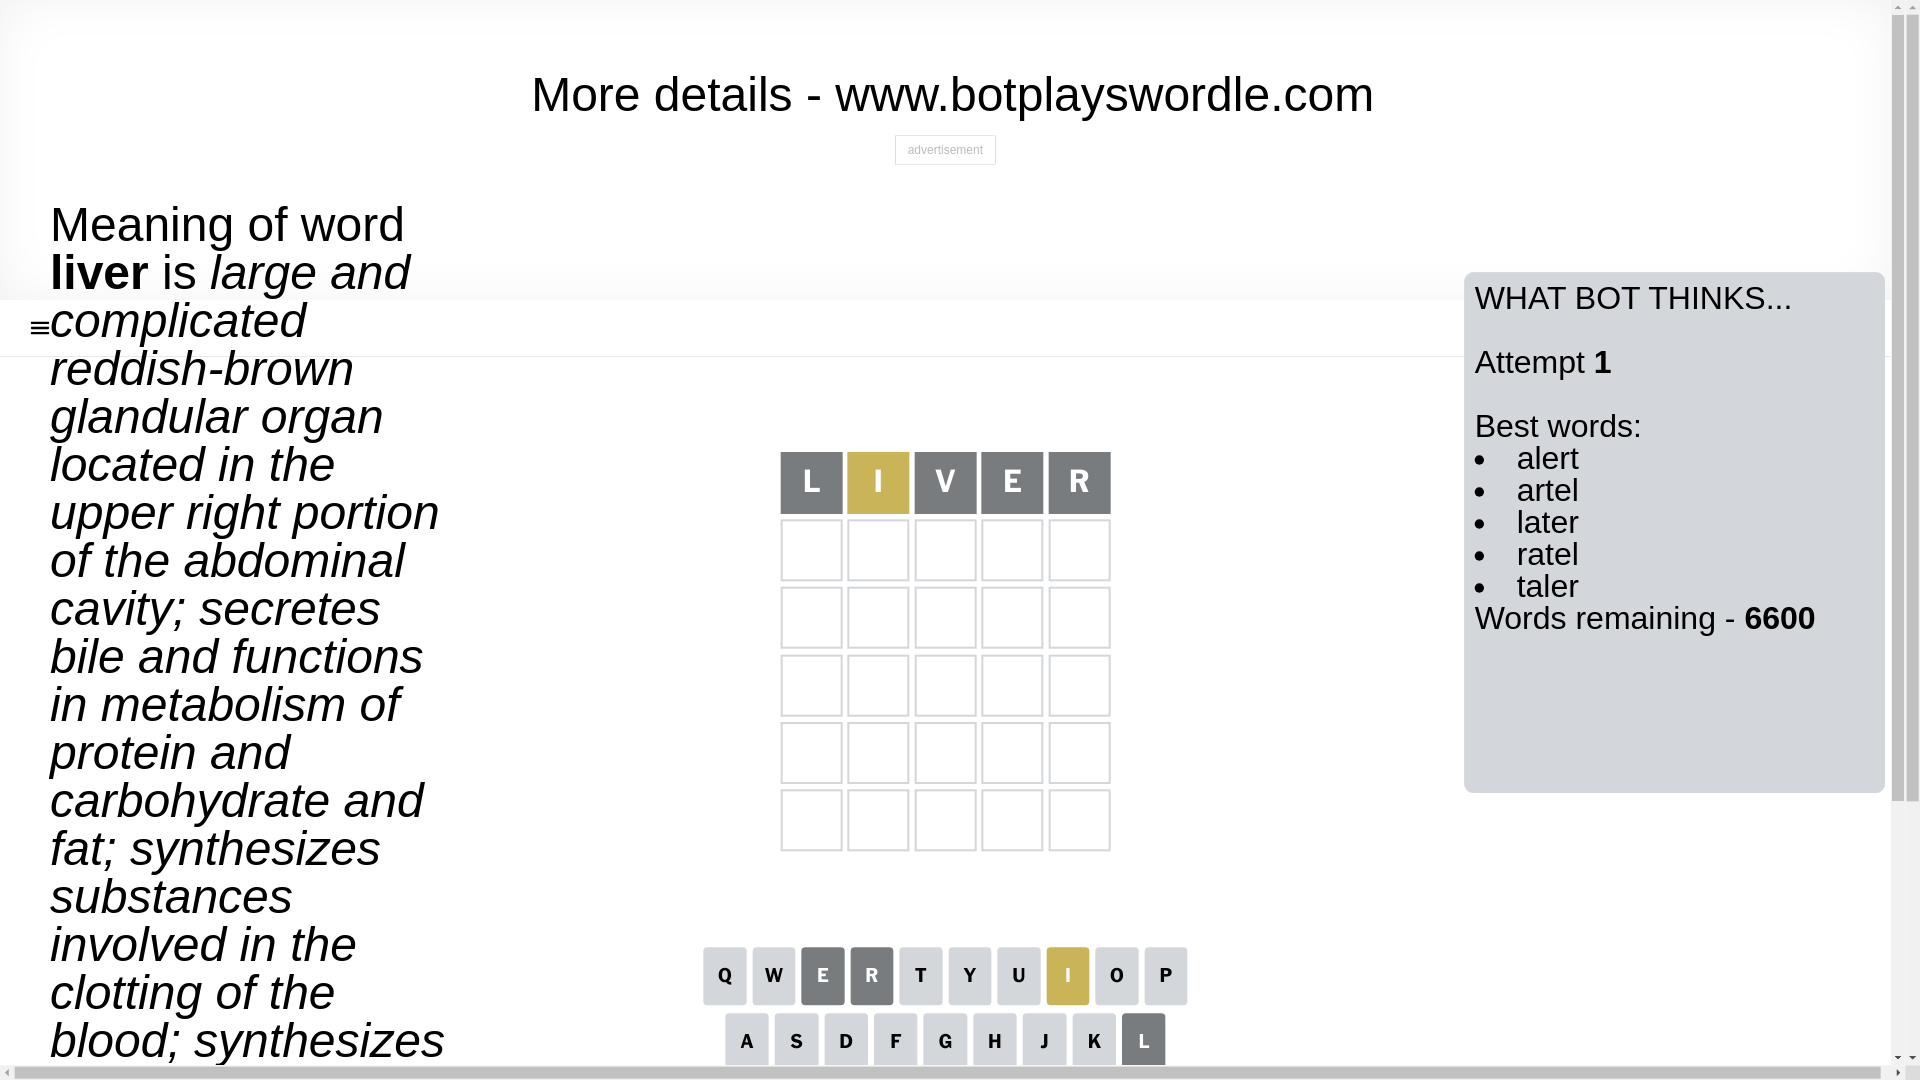 More details - www.botplayswordle.com
advertisement
Meaning of word
liver is large and
complicated
reddish-brown
glandular organ
located in the
upper right portion
of the abdominal
cavity; secretes
bile and functions
in metabolism of
protein and
carbohydrate and
fat; synthesizes
substances
involved in the
clotting of the
blood; synthesizes
L I V E R
Q W E R T Y U I O P
A S D F G H J K L
WHAT BOT THINKS...
Attempt 1
Best words:
• alert
• artel
• later
• ratel
• taler
Words remaining - 6600